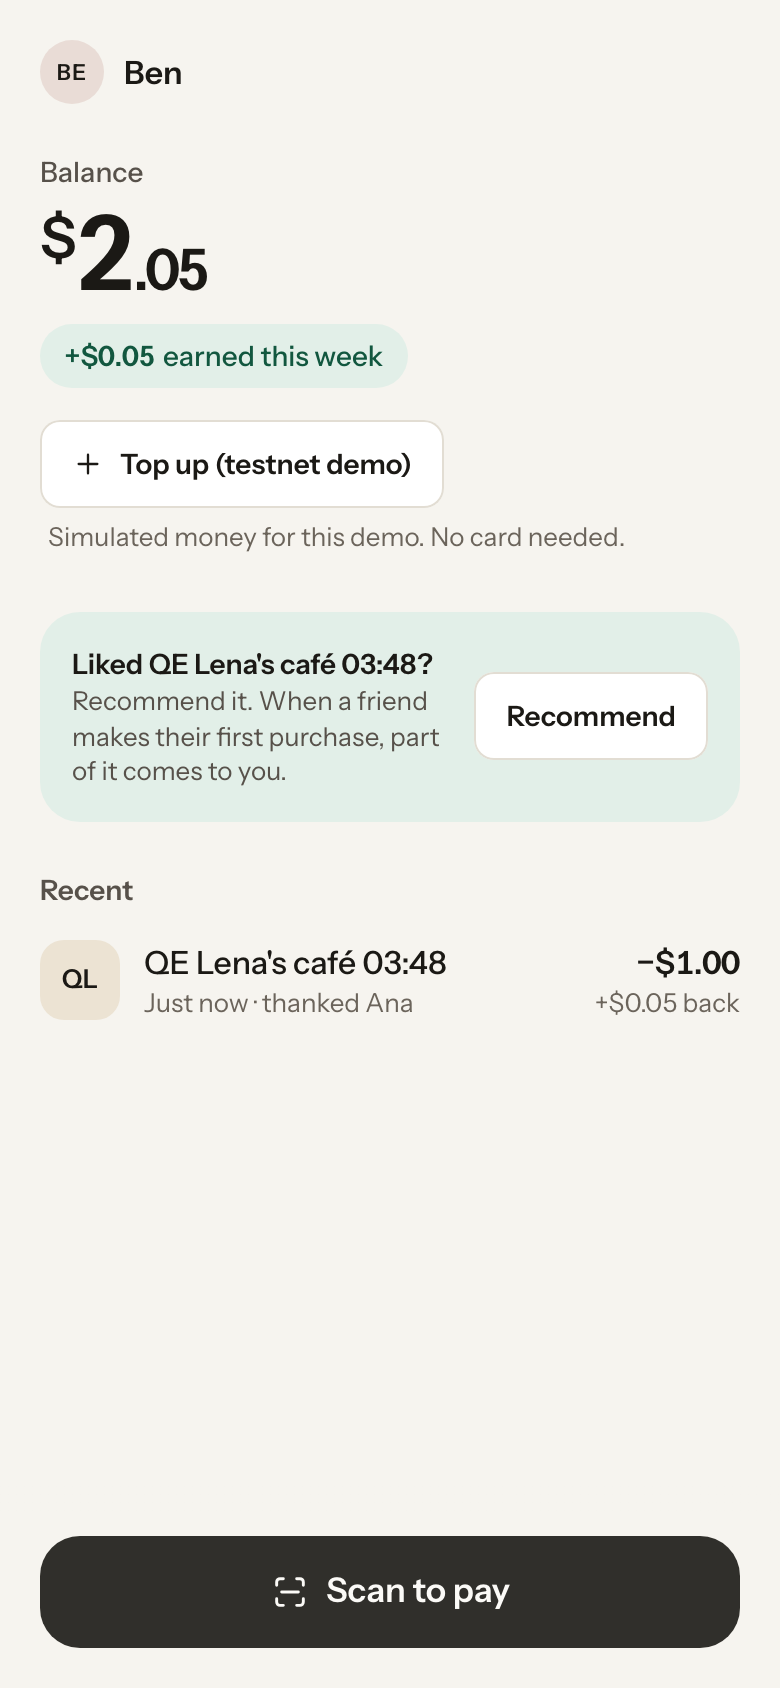 BE
Ben
Balance
$2.05
+$0.05 earned this week
+ Top up (testnet demo)
Simulated money for this demo. No card needed.
Liked QE Lena's café 03:48?
Recommend it. When a friend
makes their first purchase, part
of it comes to you.
Recommend
Recent
QL
QE Lena's café 03:48
−$1.00
Just now · thanked Ana
+$0.05 back
Scan to pay